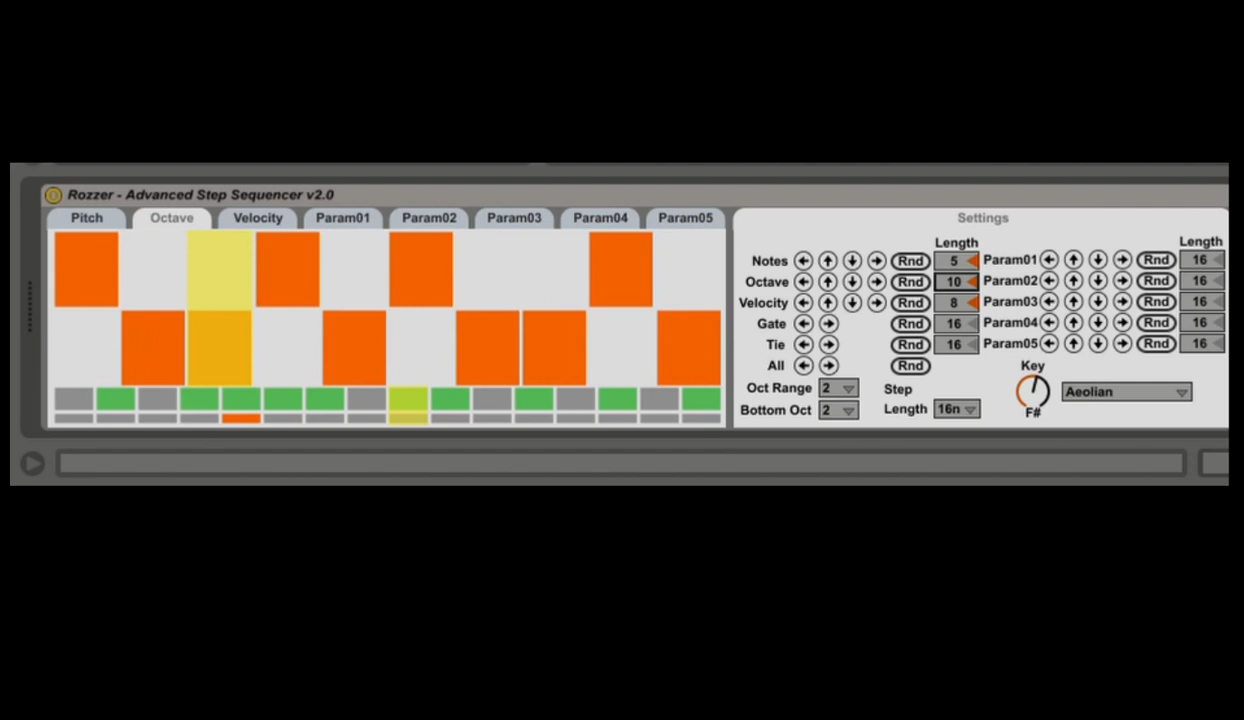 Rozzer - Advanced Step Sequencer v2.0
Pitch Octave Velocity Param01 Param02 Param03 Param04 Param05
Settings
Length Length
Notes Rnd 5 Param01 Rnd 16
Octave Rnd 10 Param02 Rnd 16
Velocity Rnd 8 Param03 Rnd 16
Gate Rnd 16 Param04 Rnd 16
Tie Rnd 16 Param05 Rnd 16
All Rnd Key
Oct Range 2 Step Aeolian
Bottom Oct 2 Length 16n F#